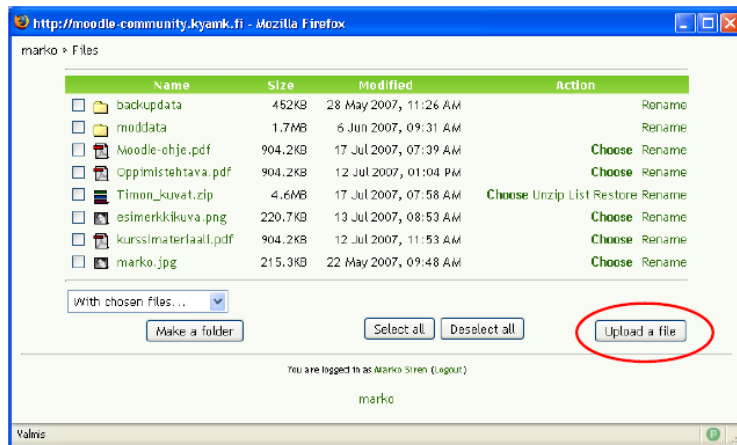 http://moodle-community.kyamk.fi - Mozilla Firefox
marko » Files
Name Size Modified Action
backupdata 452KB 28 May 2007, 11:26 AM Rename
moddata 1.7MB 6 Jun 2007, 09:31 AM Rename
Moodle-ohje.pdf 904.2KB 17 Jul 2007, 07:39 AM Choose Rename
Oppimistehtava.pdf 904.2KB 12 Jul 2007, 01:04 PM Choose Rename
Timon_kuvat.zip 4.6MB 17 Jul 2007, 07:58 AM Choose Unzip List Restore Rename
esimerkkikuva.png 220.7KB 13 Jul 2007, 08:53 AM Choose Rename
kurssimateriaali.pdf 904.2KB 12 Jul 2007, 11:53 AM Choose Rename
marko.jpg 215.3KB 22 May 2007, 09:48 AM Choose Rename
With chosen files...
Make a folder Select all Deselect all Upload a file
You are logged in as Marko Siren (Logout)
marko
Valmis